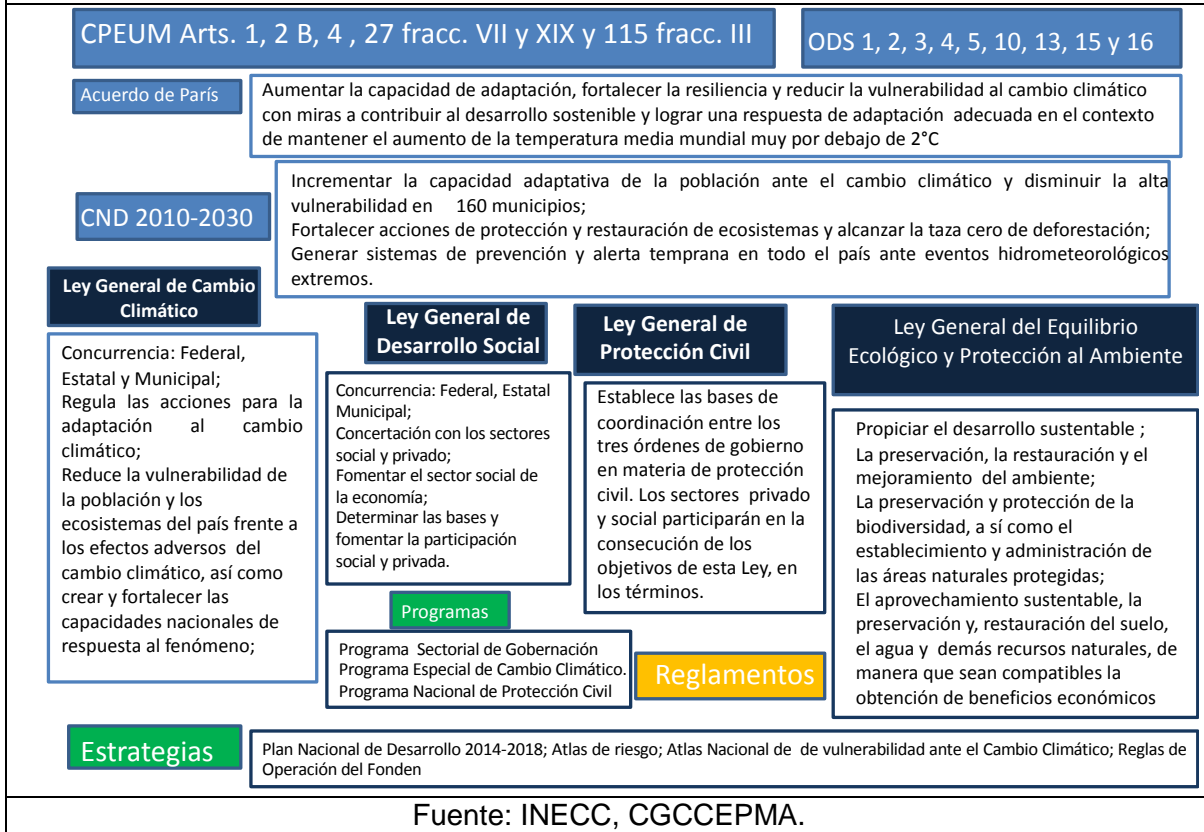 CPEUM Arts. 1, 2 B, 4 , 27 fracc. VII y XIX y 115 fracc. III
ODS 1, 2, 3, 4, 5, 10, 13, 15 y 16
Acuerdo de París
Aumentar la capacidad de adaptación, fortalecer la resiliencia y reducir la vulnerabilidad al cambio climático
con miras a contribuir al desarrollo sostenible y lograr una respuesta de adaptación adecuada en el contexto
de mantener el aumento de la temperatura media mundial muy por debajo de 2°C
CND 2010-2030
Incrementar la capacidad adaptativa de la población ante el cambio climático y disminuir la alta
vulnerabilidad en 160 municipios;
Fortalecer acciones de protección y restauración de ecosistemas y alcanzar la taza cero de deforestación;
Generar sistemas de prevención y alerta temprana en todo el país ante eventos hidrometeorológicos
extremos.
Ley General de Cambio
Climático
Concurrencia: Federal,
Estatal y Municipal;
Regula las acciones para la
adaptación al cambio
climático;
Reduce la vulnerabilidad de
la población y los
ecosistemas del país frente a
los efectos adversos del
cambio climático, así como
crear y fortalecer las
capacidades nacionales de
respuesta al fenómeno;
Ley General de
Desarrollo Social
Concurrencia: Federal, Estatal
Municipal;
Concertación con los sectores
social y privado;
Fomentar el sector social de
la economía;
Determinar las bases y
fomentar la participación
social y privada.
Ley General de
Protección Civil
Establece las bases de
coordinación entre los
tres órdenes de gobierno
en materia de protección
civil. Los sectores privado
y social participarán en la
consecución de los
objetivos de esta Ley, en
los términos.
Ley General del Equilibrio
Ecológico y Protección al Ambiente
Propiciar el desarrollo sustentable ;
La preservación, la restauración y el
mejoramiento del ambiente;
La preservación y protección de la
biodiversidad, a sí como el
establecimiento y administración de
las áreas naturales protegidas;
El aprovechamiento sustentable, la
preservación y, restauración del suelo,
el agua y demás recursos naturales, de
manera que sean compatibles la
obtención de beneficios económicos
Programas
Programa Sectorial de Gobernación
Programa Especial de Cambio Climático.
Programa Nacional de Protección Civil
Reglamentos
Estrategias
Plan Nacional de Desarrollo 2014-2018; Atlas de riesgo; Atlas Nacional de de vulnerabilidad ante el Cambio Climático; Reglas de
Operación del Fonden
Fuente: INECC, CGCCEPMA.